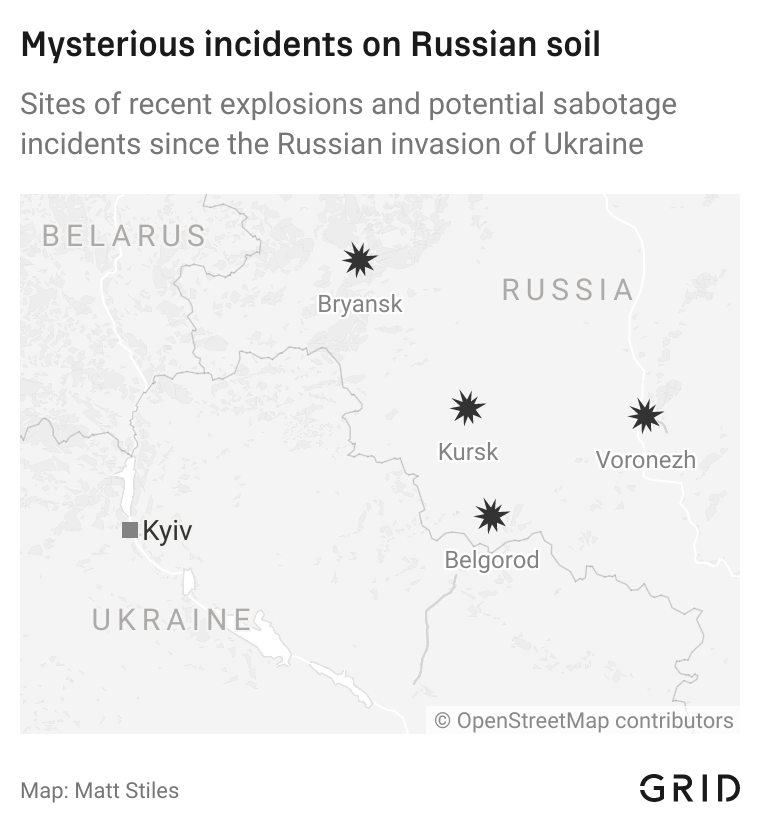 Mysterious incidents on Russian soil
Sites of recent explosions and potential sabotage
incidents since the Russian invasion of Ukraine
BELARUS
Bryansk
RUSSIA
Kursk
Voronezh
Kyiv
Belgorod
UKRAINE
© OpenStreetMap contributors
Map: Matt Stiles
GRID